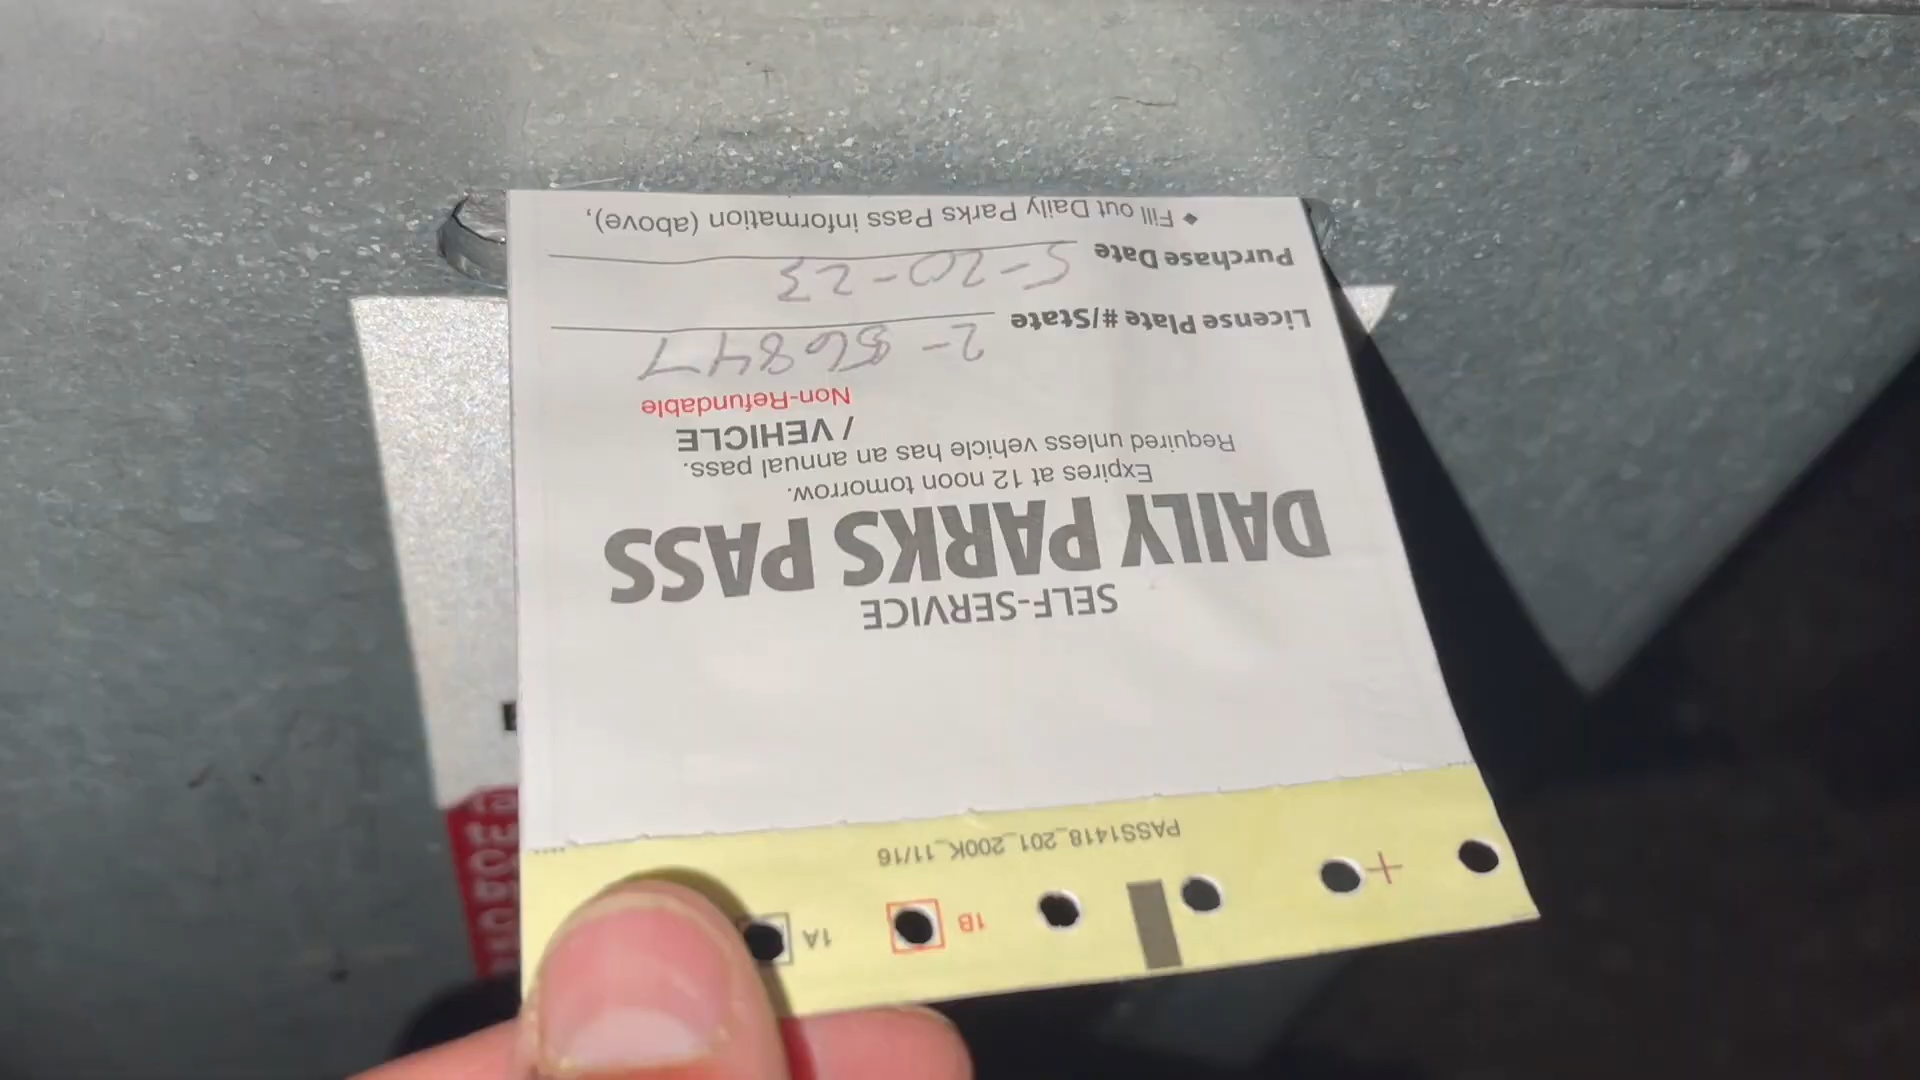 PASS1418_201_200K_11/16
1A
1B
SELF-SERVICE
DAILY PARKS PASS
Expires at 12 noon tomorrow.
Required unless vehicle has an annual pass.
/ VEHICLE
Non-Refundable
License Plate #/State 2-56847
Purchase Date 5-20-23
◆ Fill out Daily Parks Pass information (above),